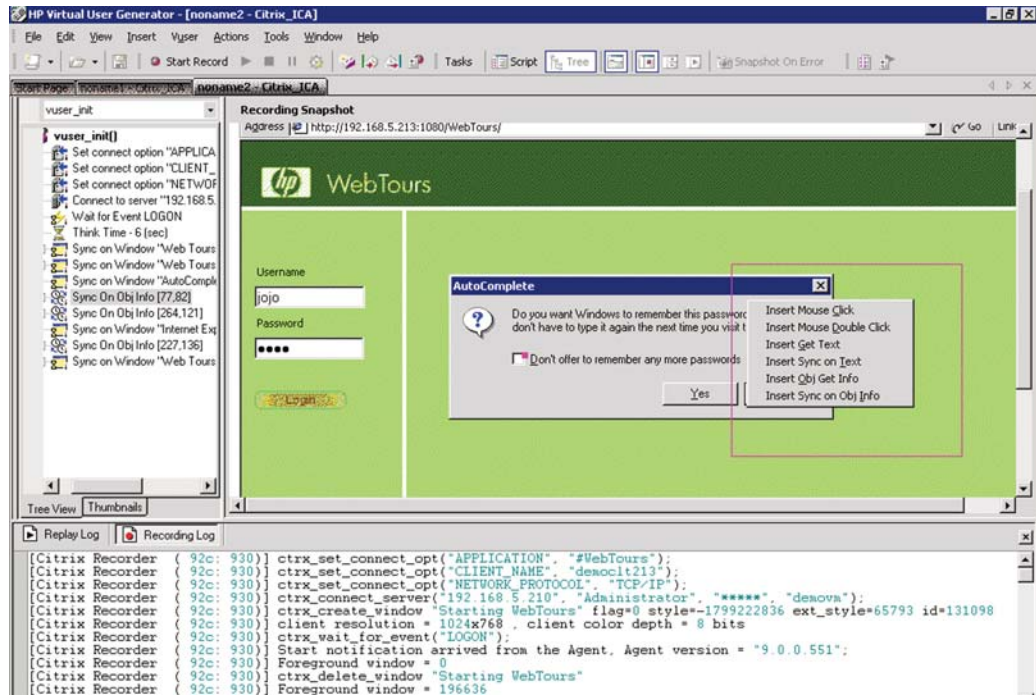 HP Virtual User Generator - [noname2 - Citrix_ICA]
File Edit View Insert Vuser Actions Tools Window Help
Start Record Tasks Script Tree Snapshot On Error
Start Page noname1 - Citrix_ICA noname2 - Citrix_ICA
vuser_init
Recording Snapshot
vuser_init()
Set connect option "APPLICA
Set connect option "CLIENT_
Set connect option "NETWOR
Connect to server "192.168.5.
Wait for Event LOGON
Think Time - 6 (sec)
Sync on Window "Web Tours
Sync on Window "Web Tours
Sync on Window "AutoComple
Sync On Obj Info [77,82]
Sync On Obj Info [264,121]
Sync on Window "Internet Exp
Sync On Obj Info [227,136]
Sync on Window "Web Tours
Tree View Thumbnails
Address http://192.168.5.213:1080/WebTours/ Go Link
hp WebTours
Username
jojo
Password
••••
Login
AutoComplete
Do you want Windows to remember this password
don't have to type it again the next time you visit t
Don't offer to remember any more passwords
Yes
Insert Mouse Click
Insert Mouse Double Click
Insert Get Text
Insert Sync on Text
Insert Obj Get Info
Insert Sync on Obj Info
Replay Log Recording Log
[Citrix Recorder ( 92c: 930)] ctrx_set_connect_opt("APPLICATION", "#WebTours");
[Citrix Recorder ( 92c: 930)] ctrx_set_connect_opt("CLIENT_NAME", "democlt213");
[Citrix Recorder ( 92c: 930)] ctrx_set_connect_opt("NETWORK_PROTOCOL", "TCP/IP");
[Citrix Recorder ( 92c: 930)] ctrx_connect_server("192.168.5.210", "Administrator", "*****", "demovm");
[Citrix Recorder ( 92c: 930)] ctrx_create_window "Starting WebTours" flag=0 style=-1799222836 ext_style=65793 id=131098
[Citrix Recorder ( 92c: 930)] client resolution = 1024x768 , client color depth = 8 bits
[Citrix Recorder ( 92c: 930)] ctrx_wait_for_event("LOGON");
[Citrix Recorder ( 92c: 930)] Start notification arrived from the Agent, Agent version = "9.0.0.551";
[Citrix Recorder ( 92c: 930)] Foreground window = 0
[Citrix Recorder ( 92c: 930)] ctrx_delete_window "Starting WebTours"
[Citrix Recorder ( 92c: 930)] Foreground window = 196636